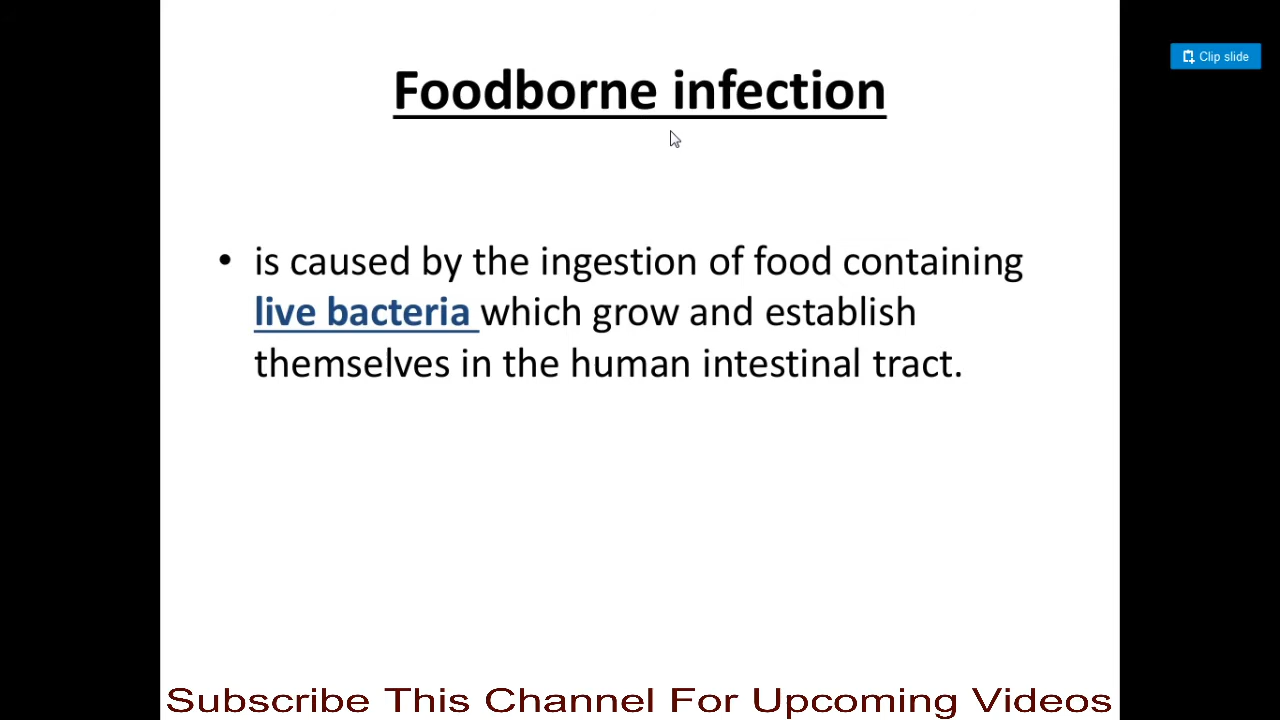 Clip slide
Foodborne infection
• is caused by the ingestion of food containing
live bacteria which grow and establish
themselves in the human intestinal tract.
Subscribe This Channel For Upcoming Videos